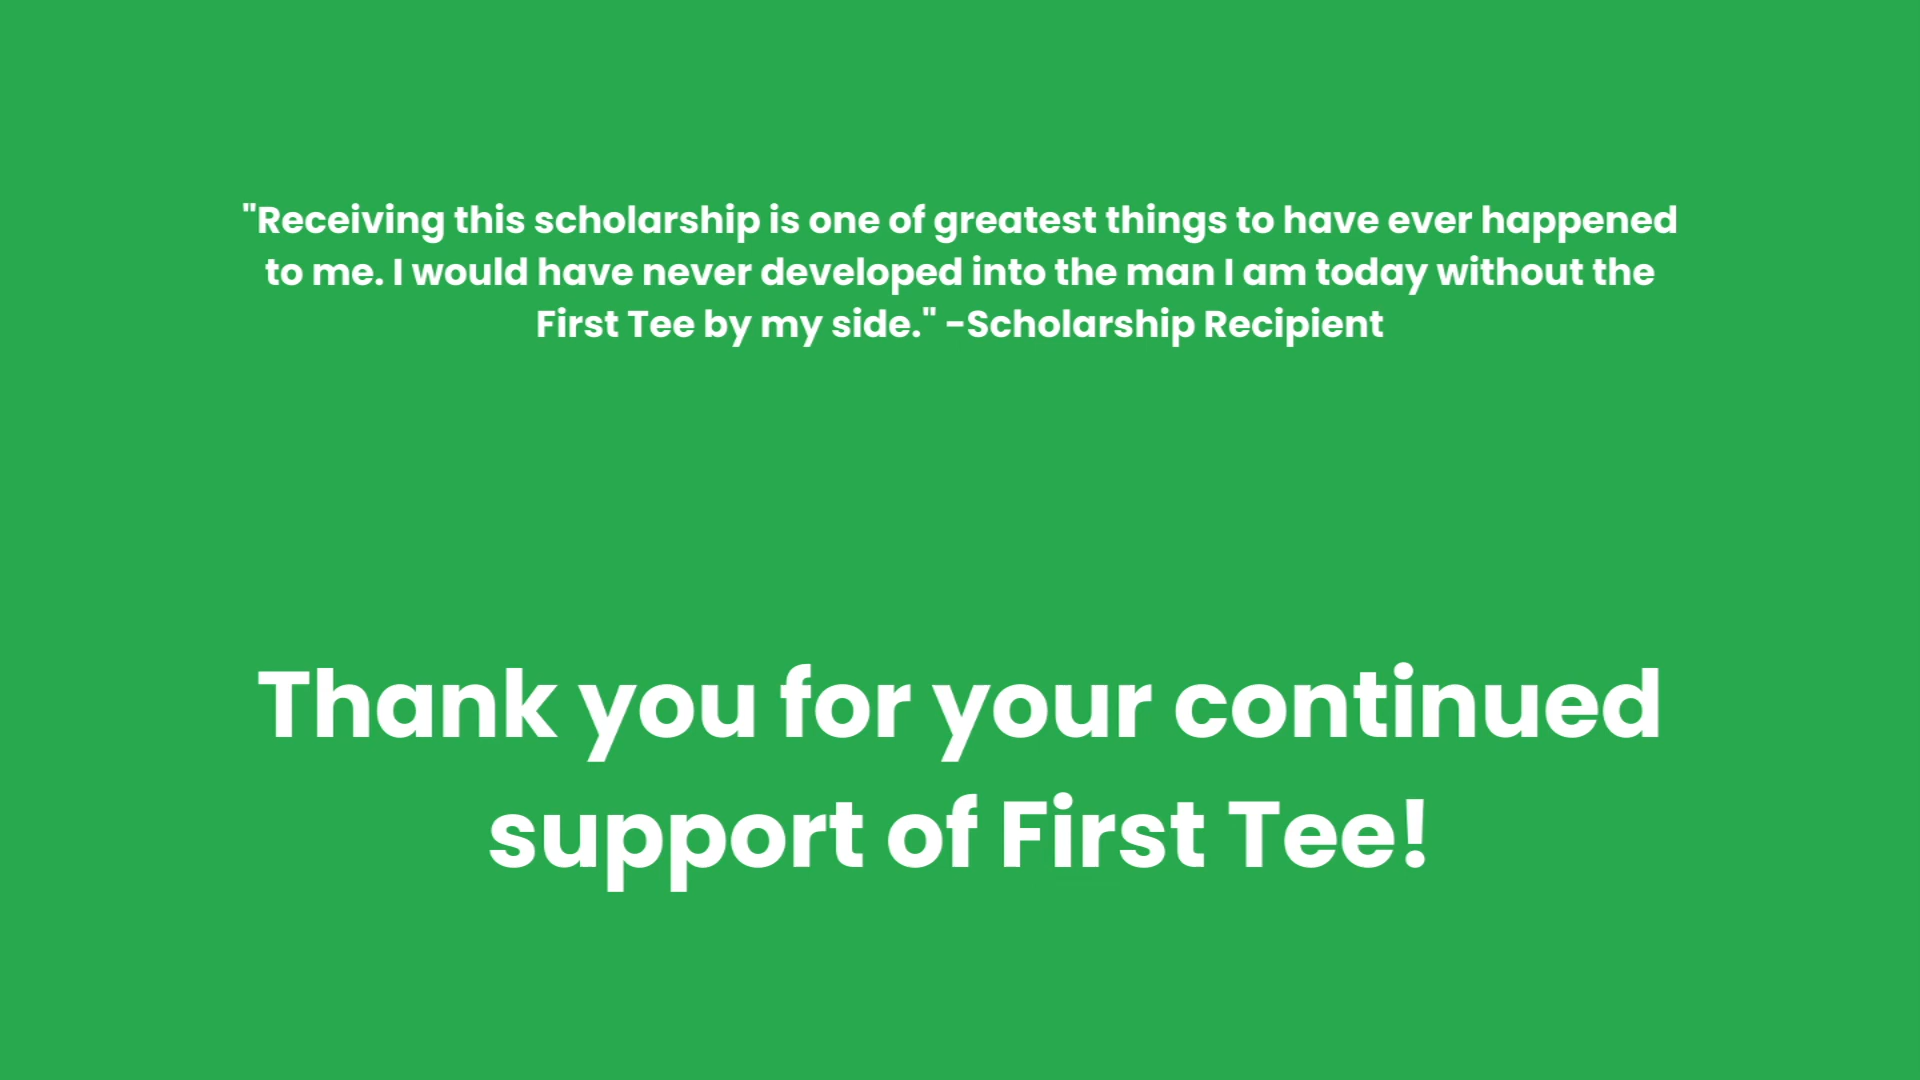 "Receiving this scholarship is one of greatest things to have ever happened
to me. I would have never developed into the man I am today without the
First Tee by my side." -Scholarship Recipient
Thank you for your continued
support of First Tee!